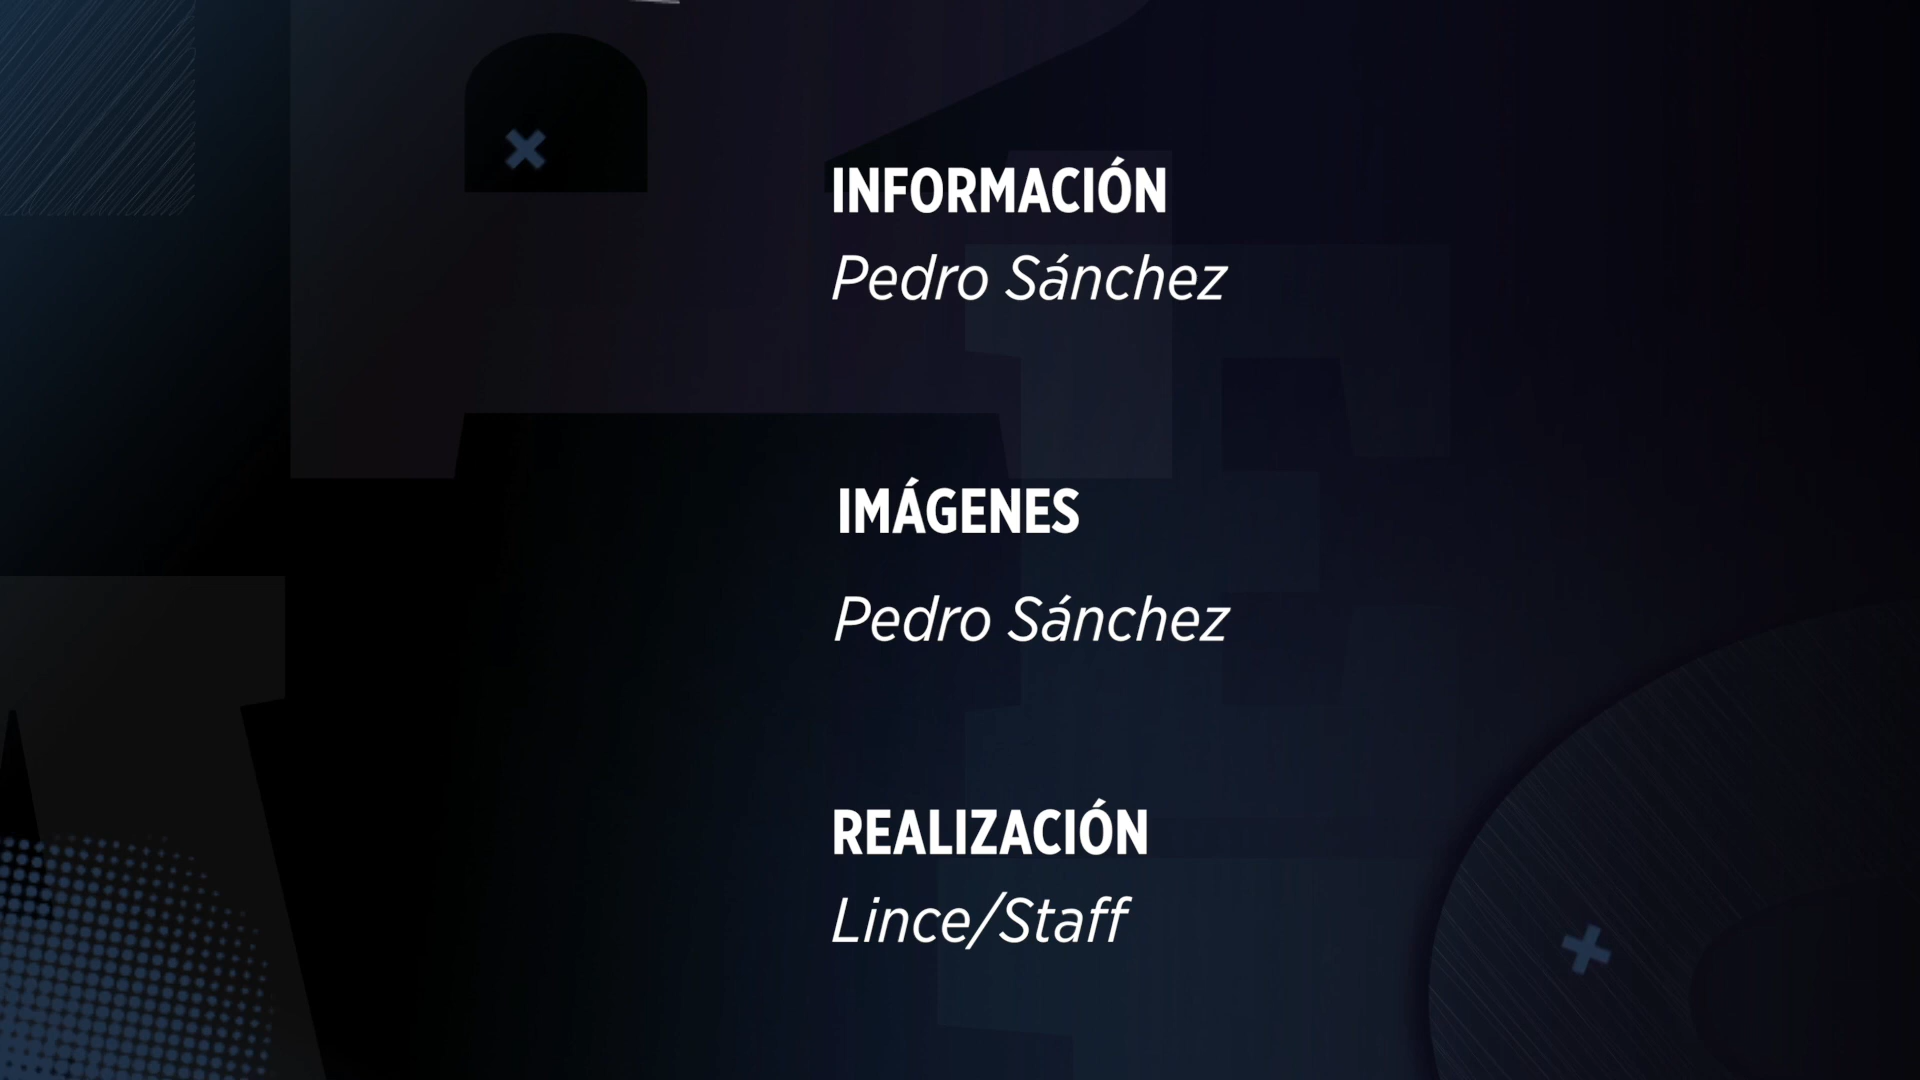 INFORMACIÓN
Pedro Sánchez
IMÁGENES
Pedro Sánchez
REALIZACIÓN
Lince/Staff